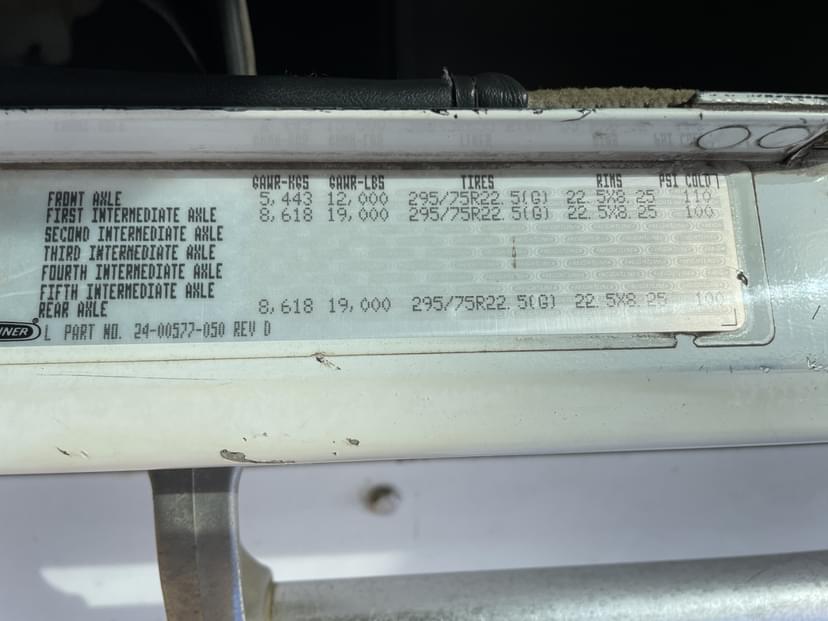 GAWR-KGS GAWR-LBS TIRES RIMS PSI COLD
FRONT AXLE 5,443 12,000 295/75R22.5(G) 22.5X8.25 110
FIRST INTERMEDIATE AXLE 8,618 19,000 295/75R22.5(G) 22.5X8.25 100
SECOND INTERMEDIATE AXLE
THIRD INTERMEDIATE AXLE
FOURTH INTERMEDIATE AXLE
FIFTH INTERMEDIATE AXLE
REAR AXLE 8,618 19,000 295/75R22.5(G) 22.5X8.25 100
INER L PART NO. 24-00577-050 REV D